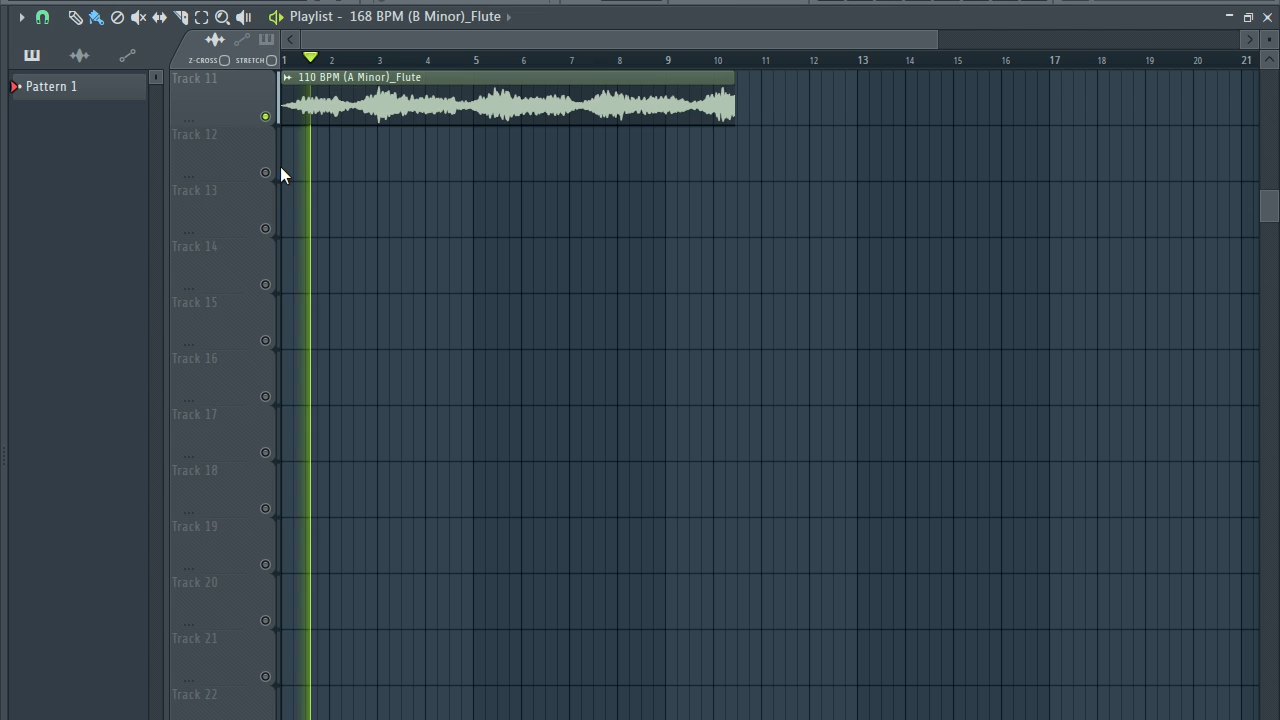 Playlist - 168 BPM (B Minor)_Flute
Z-CROSS STRETCH
1 2 3 4 5 6 7 8 9 10 11 12 13 14 15 16 17 18 19 20 21
Pattern 1
Track 11
110 BPM (A Minor)_Flute
Track 12
Track 13
Track 14
Track 15
Track 16
Track 17
Track 18
Track 19
Track 20
Track 21
Track 22